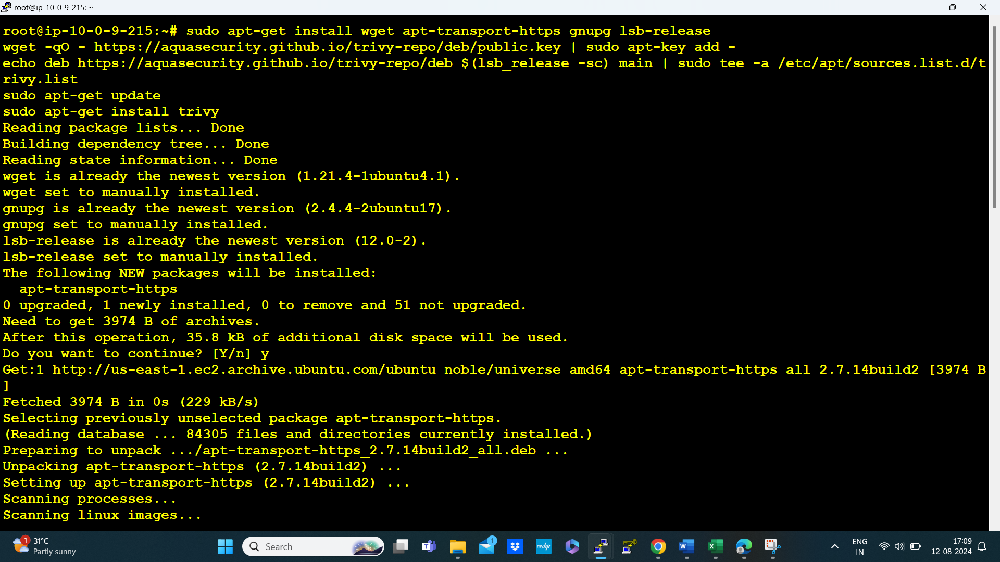 root@ip-10-0-9-215: ~
root@ip-10-0-9-215:~# sudo apt-get install wget apt-transport-https gnupg lsb-release
wget -qO - https://aquasecurity.github.io/trivy-repo/deb/public.key | sudo apt-key add -
echo deb https://aquasecurity.github.io/trivy-repo/deb $(lsb_release -sc) main | sudo tee -a /etc/apt/sources.list.d/t
rivy.list
sudo apt-get update
sudo apt-get install trivy
Reading package lists... Done
Building dependency tree... Done
Reading state information... Done
wget is already the newest version (1.21.4-1ubuntu4.1).
wget set to manually installed.
gnupg is already the newest version (2.4.4-2ubuntu17).
gnupg set to manually installed.
lsb-release is already the newest version (12.0-2).
lsb-release set to manually installed.
The following NEW packages will be installed:
  apt-transport-https
0 upgraded, 1 newly installed, 0 to remove and 51 not upgraded.
Need to get 3974 B of archives.
After this operation, 35.8 kB of additional disk space will be used.
Do you want to continue? [Y/n] y
Get:1 http://us-east-1.ec2.archive.ubuntu.com/ubuntu noble/universe amd64 apt-transport-https all 2.7.14build2 [3974 B
]
Fetched 3974 B in 0s (229 kB/s)
Selecting previously unselected package apt-transport-https.
(Reading database ... 84305 files and directories currently installed.)
Preparing to unpack .../apt-transport-https_2.7.14build2_all.deb ...
Unpacking apt-transport-https (2.7.14build2) ...
Setting up apt-transport-https (2.7.14build2) ...
Scanning processes...
Scanning linux images...
1
31°C
Partly sunny
Search
T
1
myhp
W
X
ENG
IN
17:09
12-08-2024